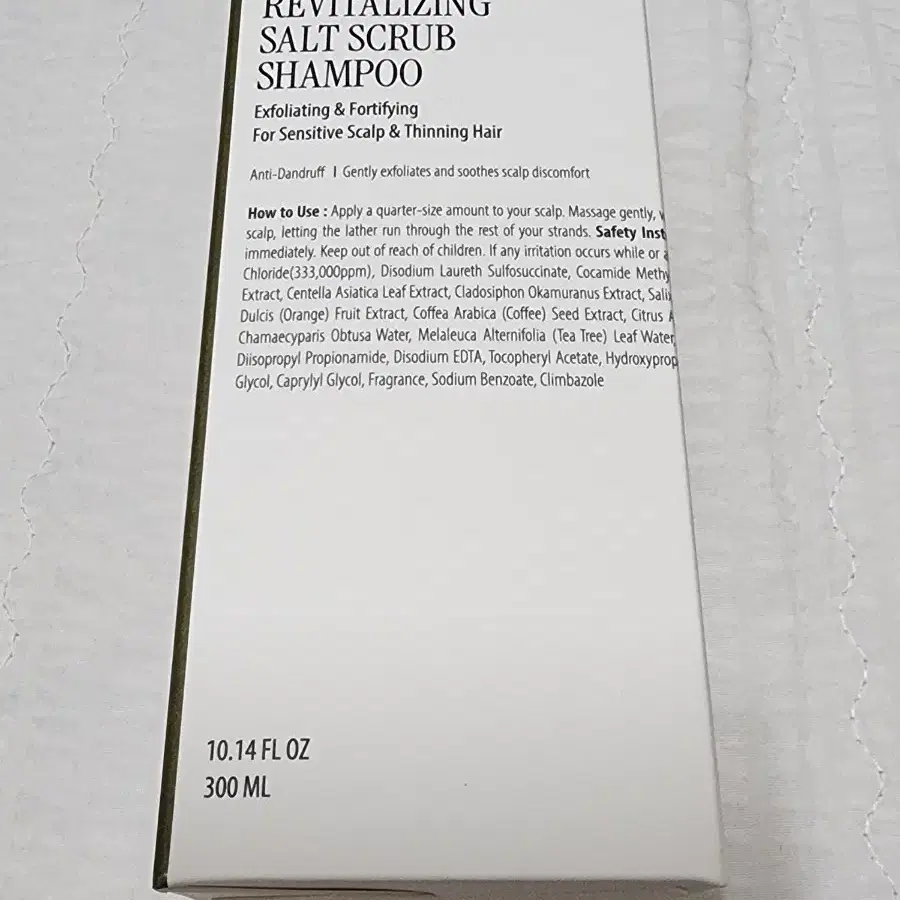 REVITALIZING
SALT SCRUB
SHAMPOO
Exfoliating & Fortifying
For Sensitive Scalp & Thinning Hair
Anti-Dandruff | Gently exfoliates and soothes scalp discomfort
How to Use : Apply a quarter-size amount to your scalp. Massage gently,
scalp, letting the lather run through the rest of your strands. Safety Inst
immediately. Keep out of reach of children. If any irritation occurs while or
Chloride(333,000ppm), Disodium Laureth Sulfosuccinate, Cocamide Methy
Extract, Centella Asiatica Leaf Extract, Cladosiphon Okamuranus Extract, Sali
Dulcis (Orange) Fruit Extract, Coffea Arabica (Coffee) Seed Extract, Citrus
Chamaecyparis Obtusa Water, Melaleuca Alternifolia (Tea Tree) Leaf Water
Diisopropyl Propionamide, Disodium EDTA, Tocopheryl Acetate, Hydroxyprop
Glycol, Caprylyl Glycol, Fragrance, Sodium Benzoate, Climbazole
10.14 FL OZ
300 ML